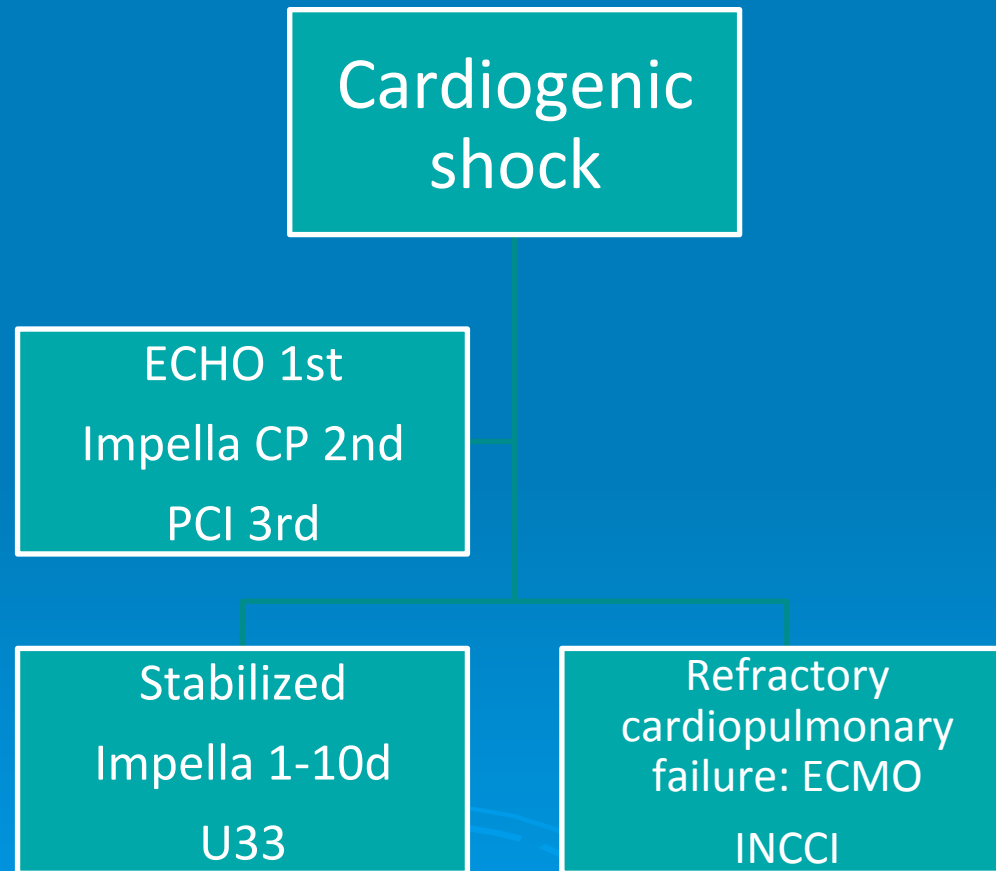 Cardiogenic
shock
ECHO 1st
Impella CP 2nd
PCI 3rd
Stabilized
Impella 1-10d
U33
Refractory
cardiopulmonary
failure: ECMO
INCCI